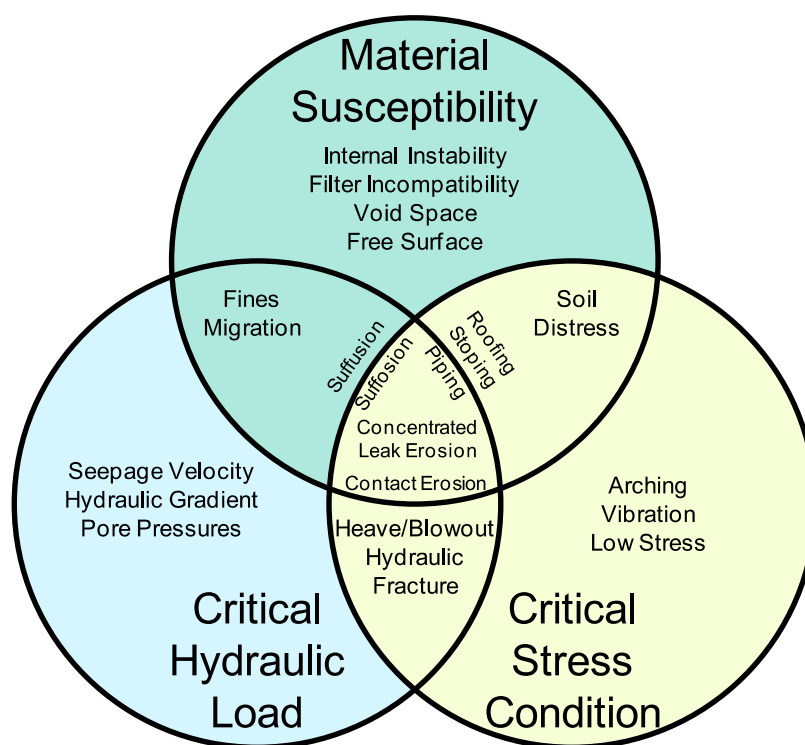 Material
Susceptibility
Internal Instability
Filter Incompatibility
Void Space
Free Surface
Fines
Migration
Soil
Distress
Suffusion
Suffosion
Piping
Roofing
Stoping
Concentrated
Leak Erosion
Contact Erosion
Seepage Velocity
Hydraulic Gradient
Pore Pressures
Arching
Vibration
Low Stress
Heave/Blowout
Hydraulic
Fracture
Critical
Hydraulic
Load
Critical
Stress
Condition